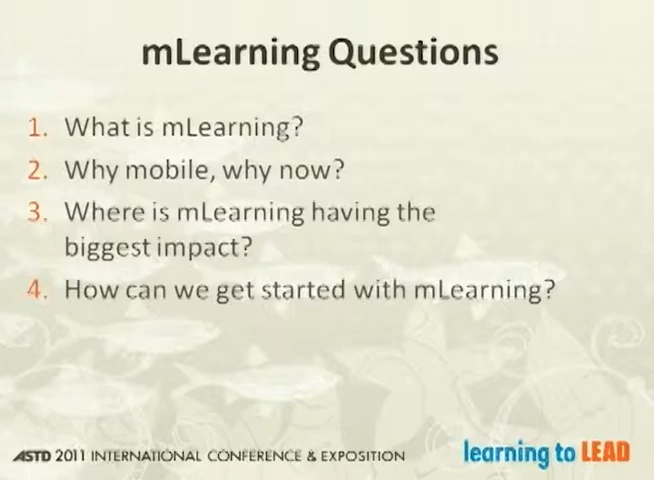 mLearning Questions
1. What is mLearning?
2. Why mobile, why now?
3. Where is mLearning having the
biggest impact?
4. How can we get started with mLearning?
ASTD 2011 INTERNATIONAL CONFERENCE & EXPOSITION
learning to LEAD